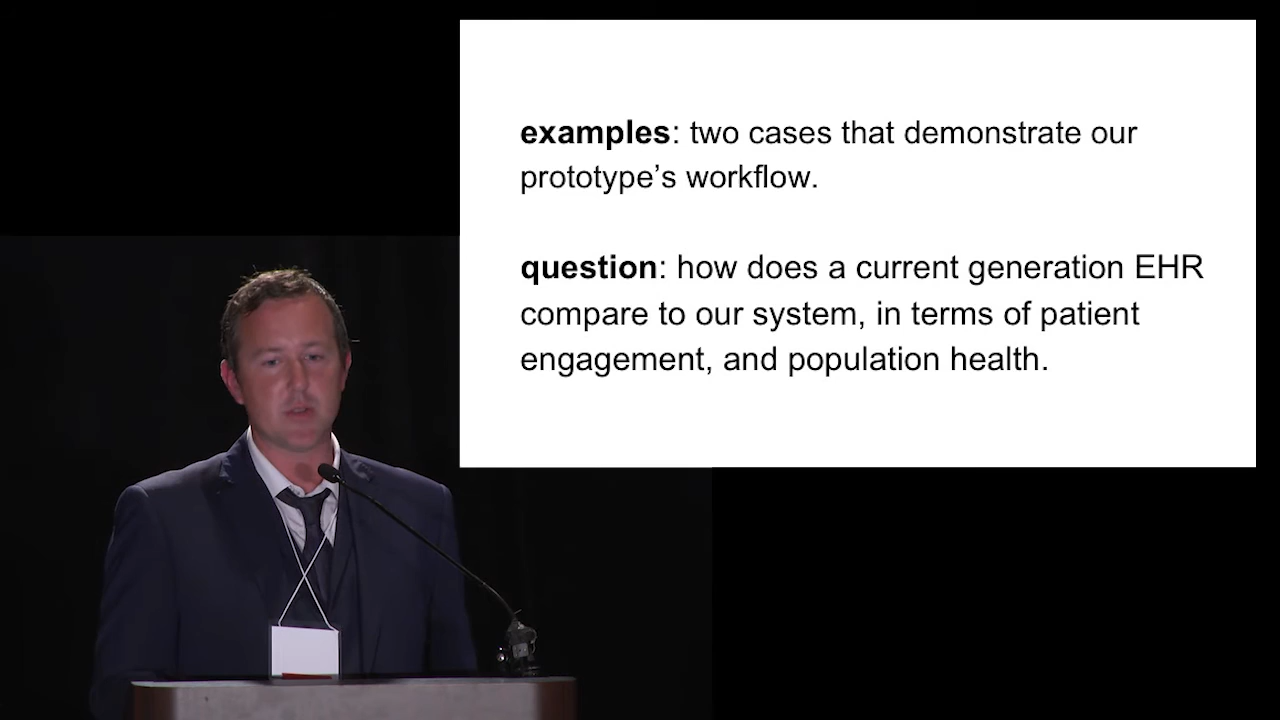 examples: two cases that demonstrate our
prototype’s workflow.
question: how does a current generation EHR
compare to our system, in terms of patient
engagement, and population health.